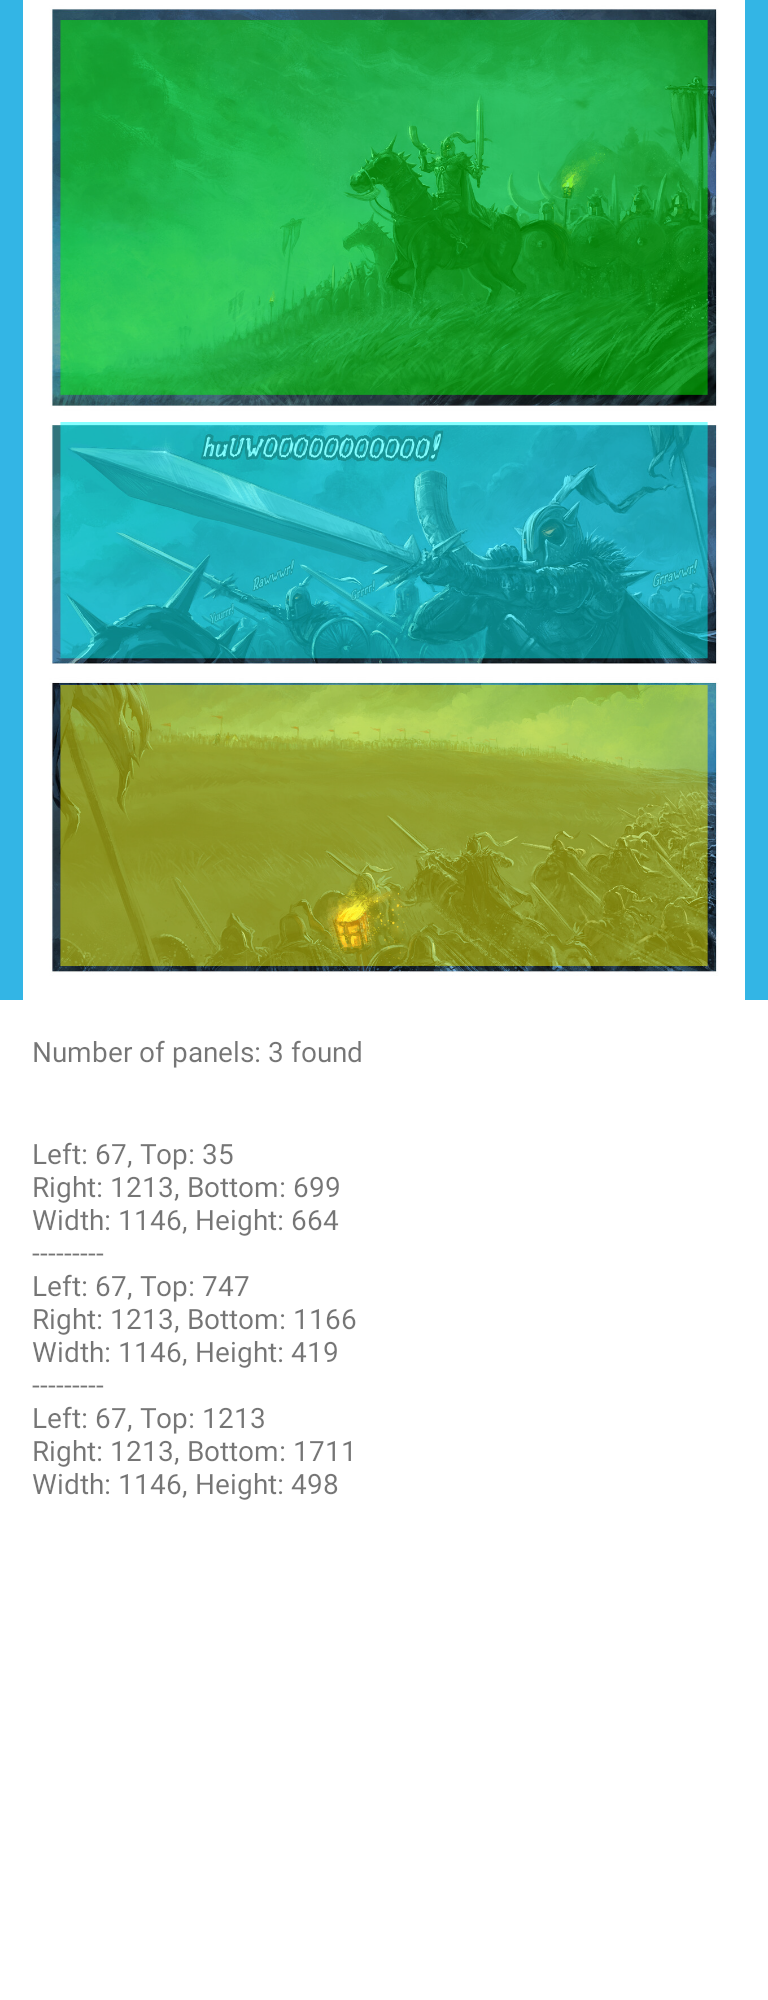 huUWOOOOOOOOOOO!
Rawwwr!
Grrrr!
Grrawwr!
Number of panels: 3 found
Left: 67, Top: 35
Right: 1213, Bottom: 699
Width: 1146, Height: 664
---------
Left: 67, Top: 747
Right: 1213, Bottom: 1166
Width: 1146, Height: 419
---------
Left: 67, Top: 1213
Right: 1213, Bottom: 1711
Width: 1146, Height: 498